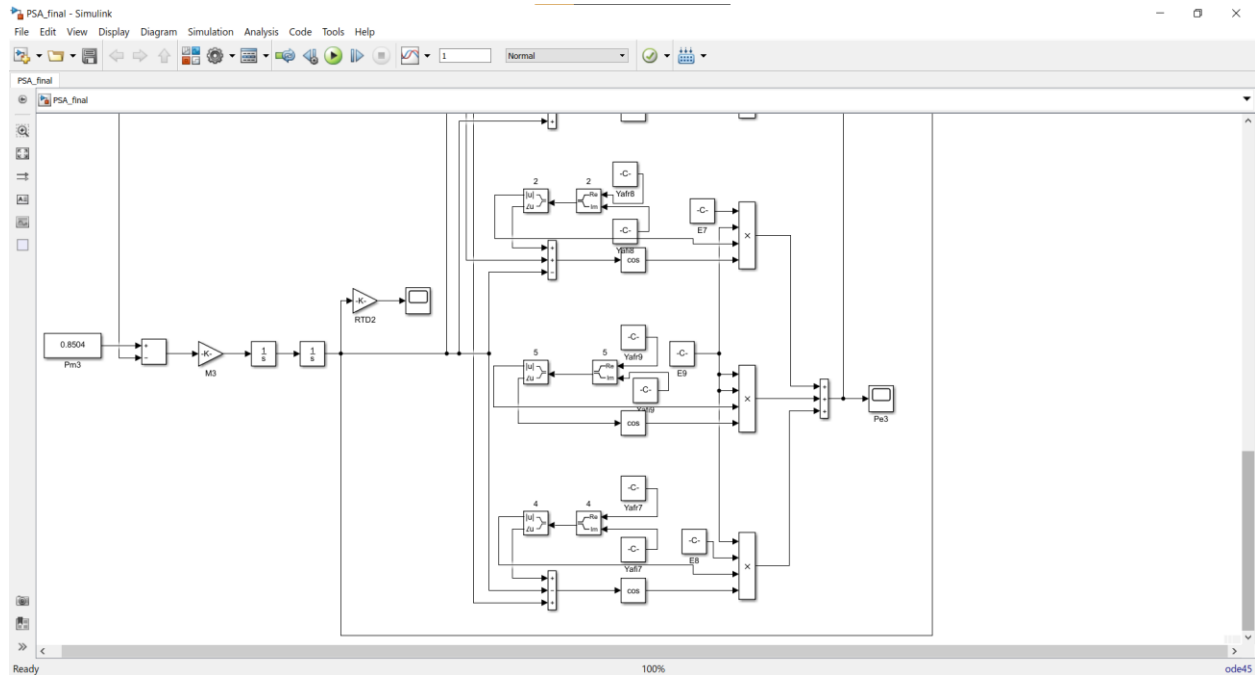 PSA_final - Simulink
File Edit View Display Diagram Simulation Analysis Code Tools Help
1 Normal
PSA_final
PSA_final
+
-C-
2 2 Yafr8
|u| Re
∠u Im
-C-
E7
-C-
Yafi8
×
+
+ cos
−
-K-
RTD2
0.8504
Pm3
+
−
-K-
M3
1
s
1
s
-C-
5 5 Yafr9
|u| Re
∠u Im
-C-
E9
-C-
Yafi9
×
cos
+
+
+
Pe3
-C-
4 4 Yafr7
|u| Re
∠u Im
-C-
Yafi7
-C-
E8
×
+
− cos
+
Ready 100% ode45